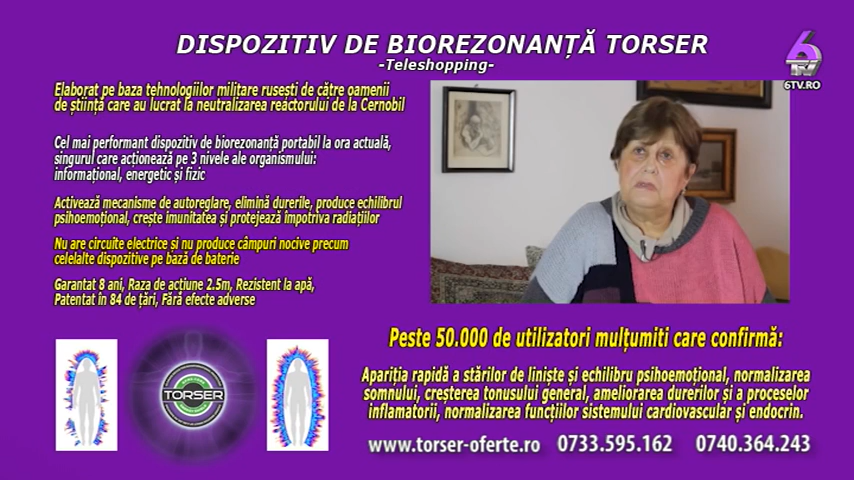 DISPOZITIV DE BIOREZONANȚĂ TORSER
-Teleshopping-
6
TV
6TV.RO
Elaborat pe baza tehnologiilor militare rusești de către oamenii
de știință care au lucrat la neutralizarea reactorului de la Cernobil
Cel mai performant dispozitiv de biorezonanță portabil la ora actuală,
singurul care acționează pe 3 nivele ale organismului:
informațional, energetic și fizic
Activează mecanisme de autoreglare, elimină durerile, produce echilibrul
psihoemoțional, crește imunitatea și protejează împotriva radiațiilor
Nu are circuite electrice și nu produce câmpuri nocive precum
celelalte dispozitive pe bază de baterie
Garantat 8 ani, Raza de acțiune 2.5m, Rezistent la apă,
Patentat în 84 de țări, Fără efecte adverse
Peste 50.000 de utilizatori mulțumiti care confirmă:
Apariția rapidă a stărilor de liniște și echilibru psihoemoțional, normalizarea
somnului, creșterea tonusului general, ameliorarea durerilor și a proceselor
inflamatorii, normalizarea funcțiilor sistemului cardiovascular și endocrin.
TORSER
www.torser-oferte.ro 0733.595.162 0740.364.243